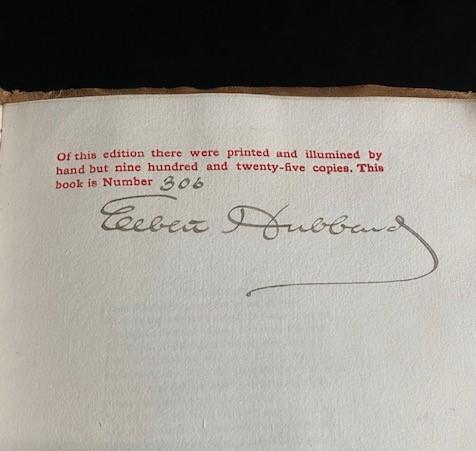 Of this edition there were printed and illumined by
hand but nine hundred and twenty-five copies. This
book is Number 306
Elbert Hubbard